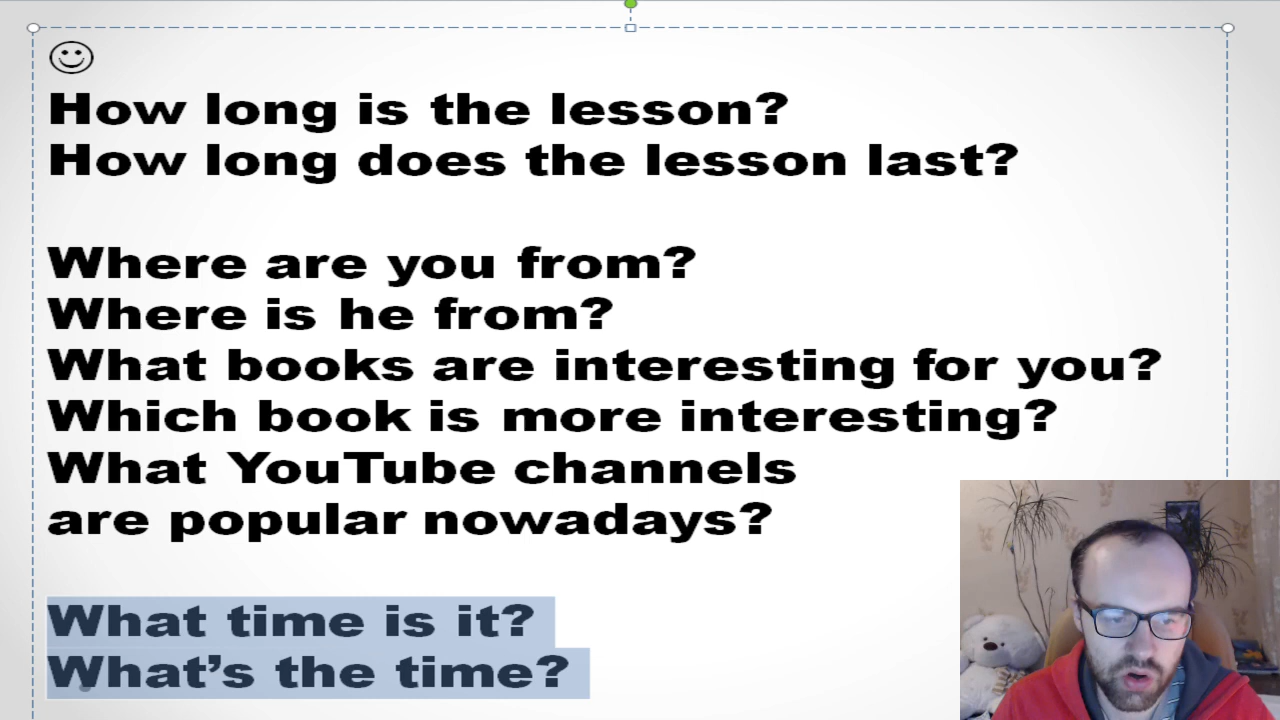 How long is the lesson?
How long does the lesson last?
Where are you from?
Where is he from?
What books are interesting for you?
Which book is more interesting?
What YouTube channels
are popular nowadays?
What time is it?
What’s the time?